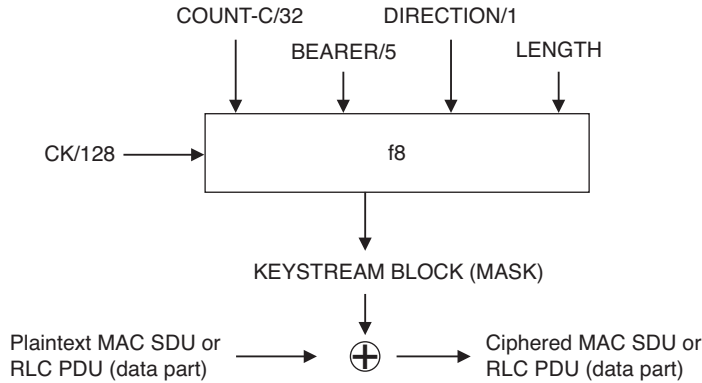 COUNT-C/32 DIRECTION/1
BEARER/5 LENGTH
CK/128
f8
KEYSTREAM BLOCK (MASK)
Plaintext MAC SDU or
RLC PDU (data part)
Ciphered MAC SDU or
RLC PDU (data part)